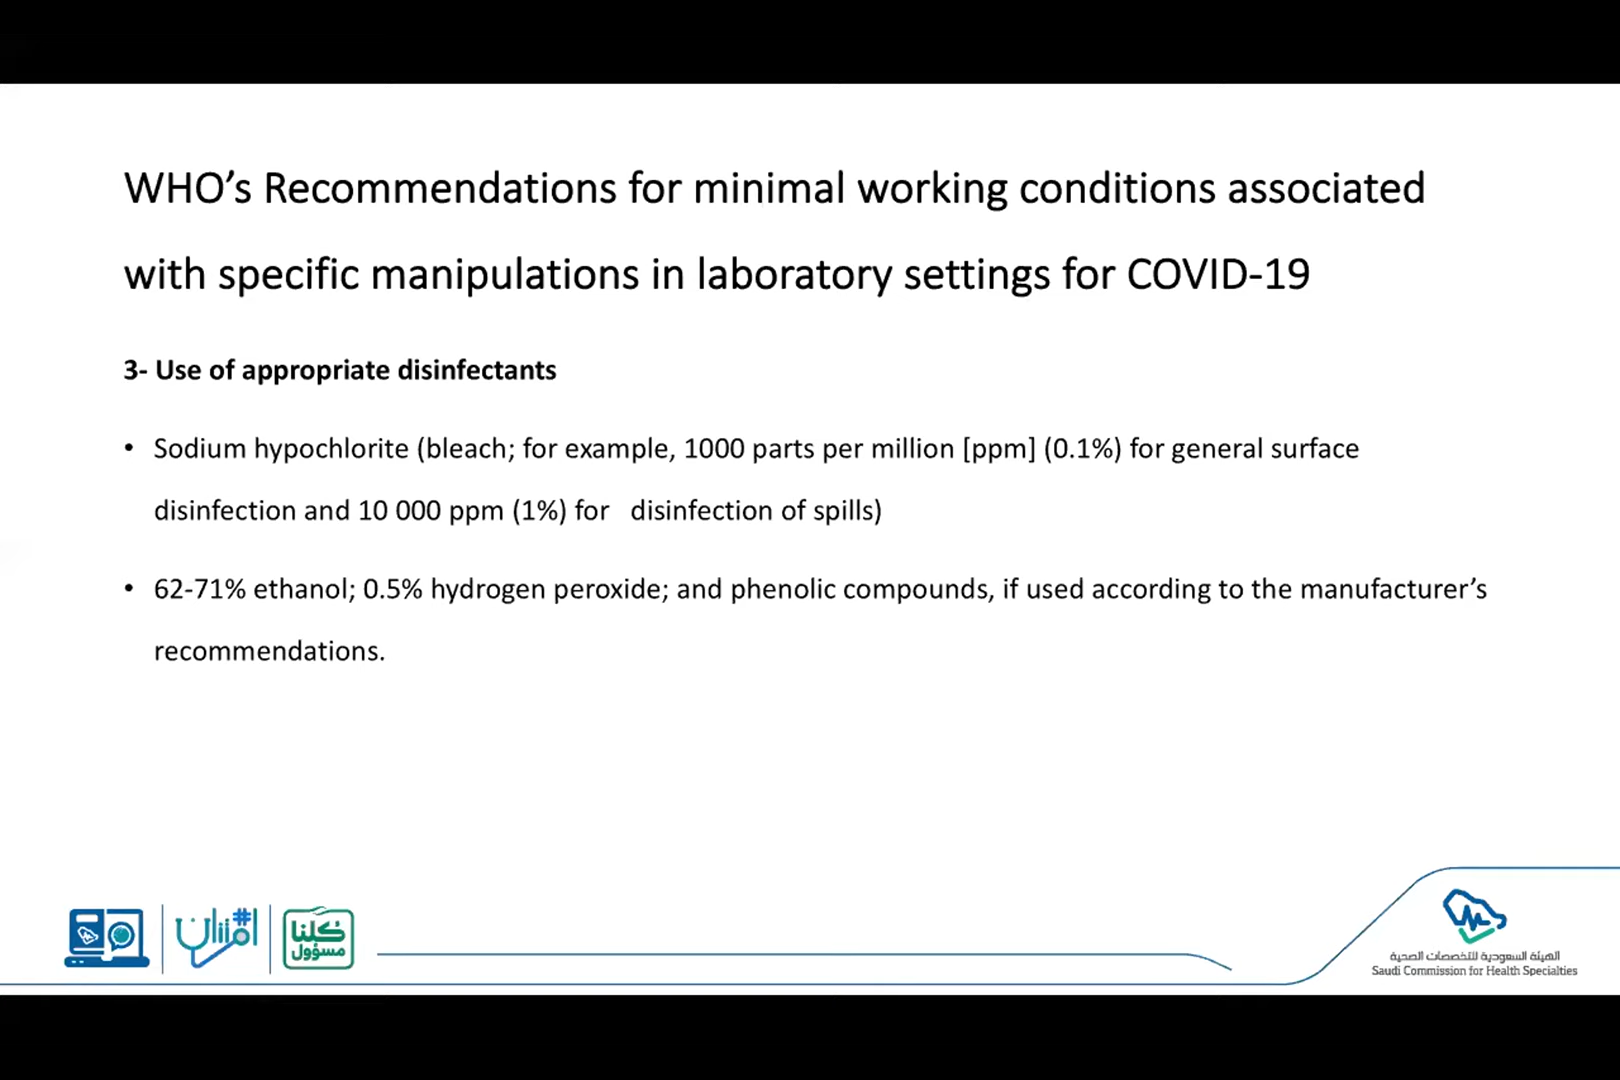 WHO’s Recommendations for minimal working conditions associated
with specific manipulations in laboratory settings for COVID-19
3- Use of appropriate disinfectants
• Sodium hypochlorite (bleach; for example, 1000 parts per million [ppm] (0.1%) for general surface
disinfection and 10 000 ppm (1%) for   disinfection of spills)
• 62-71% ethanol; 0.5% hydrogen peroxide; and phenolic compounds, if used according to the manufacturer’s
recommendations.
#امتنان
كلنا
مسؤول
الهيئة السعودية للتخصصات الصحية
Saudi Commission for Health Specialties